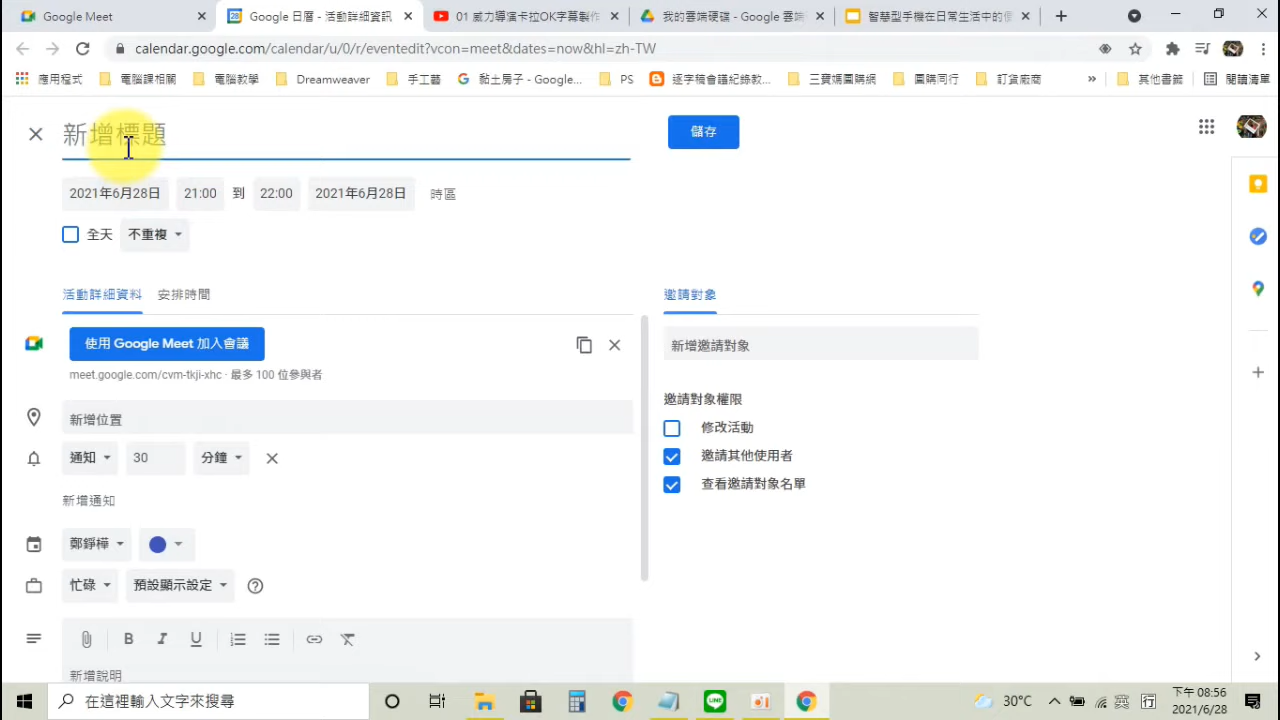 Google Meet
Google 日曆 - 活動詳細資訊
01 威力導演卡拉OK字幕製作
我的雲端硬碟 - Google 雲端
智慧型手機在日常生活中的便
calendar.google.com/calendar/u/0/r/eventedit?vcon=meet&dates=now&hl=zh-TW
應用程式
電腦課相關
電腦教學
Dreamweaver
手工藝
黏土房子 - Google...
PS
逐字稿會議紀錄教...
三寶媽團購網
團購同行
訂貨廠商
»
其他書籤
閱讀清單
新增標題
儲存
2021年6月28日 21:00 到 22:00 2021年6月28日 時區
全天 不重複
活動詳細資料 安排時間
邀請對象
使用 Google Meet 加入會議
meet.google.com/cvm-tkji-xhc · 最多 100 位參與者
新增邀請對象
邀請對象權限
修改活動
邀請其他使用者
查看邀請對象名單
新增位置
通知 30 分鐘
新增通知
鄭錚樺
忙碌 預設顯示設定
B I U
新增說明
在這裡輸入文字來搜尋
LINE
30°C
英
行
下午 08:56
2021/6/28